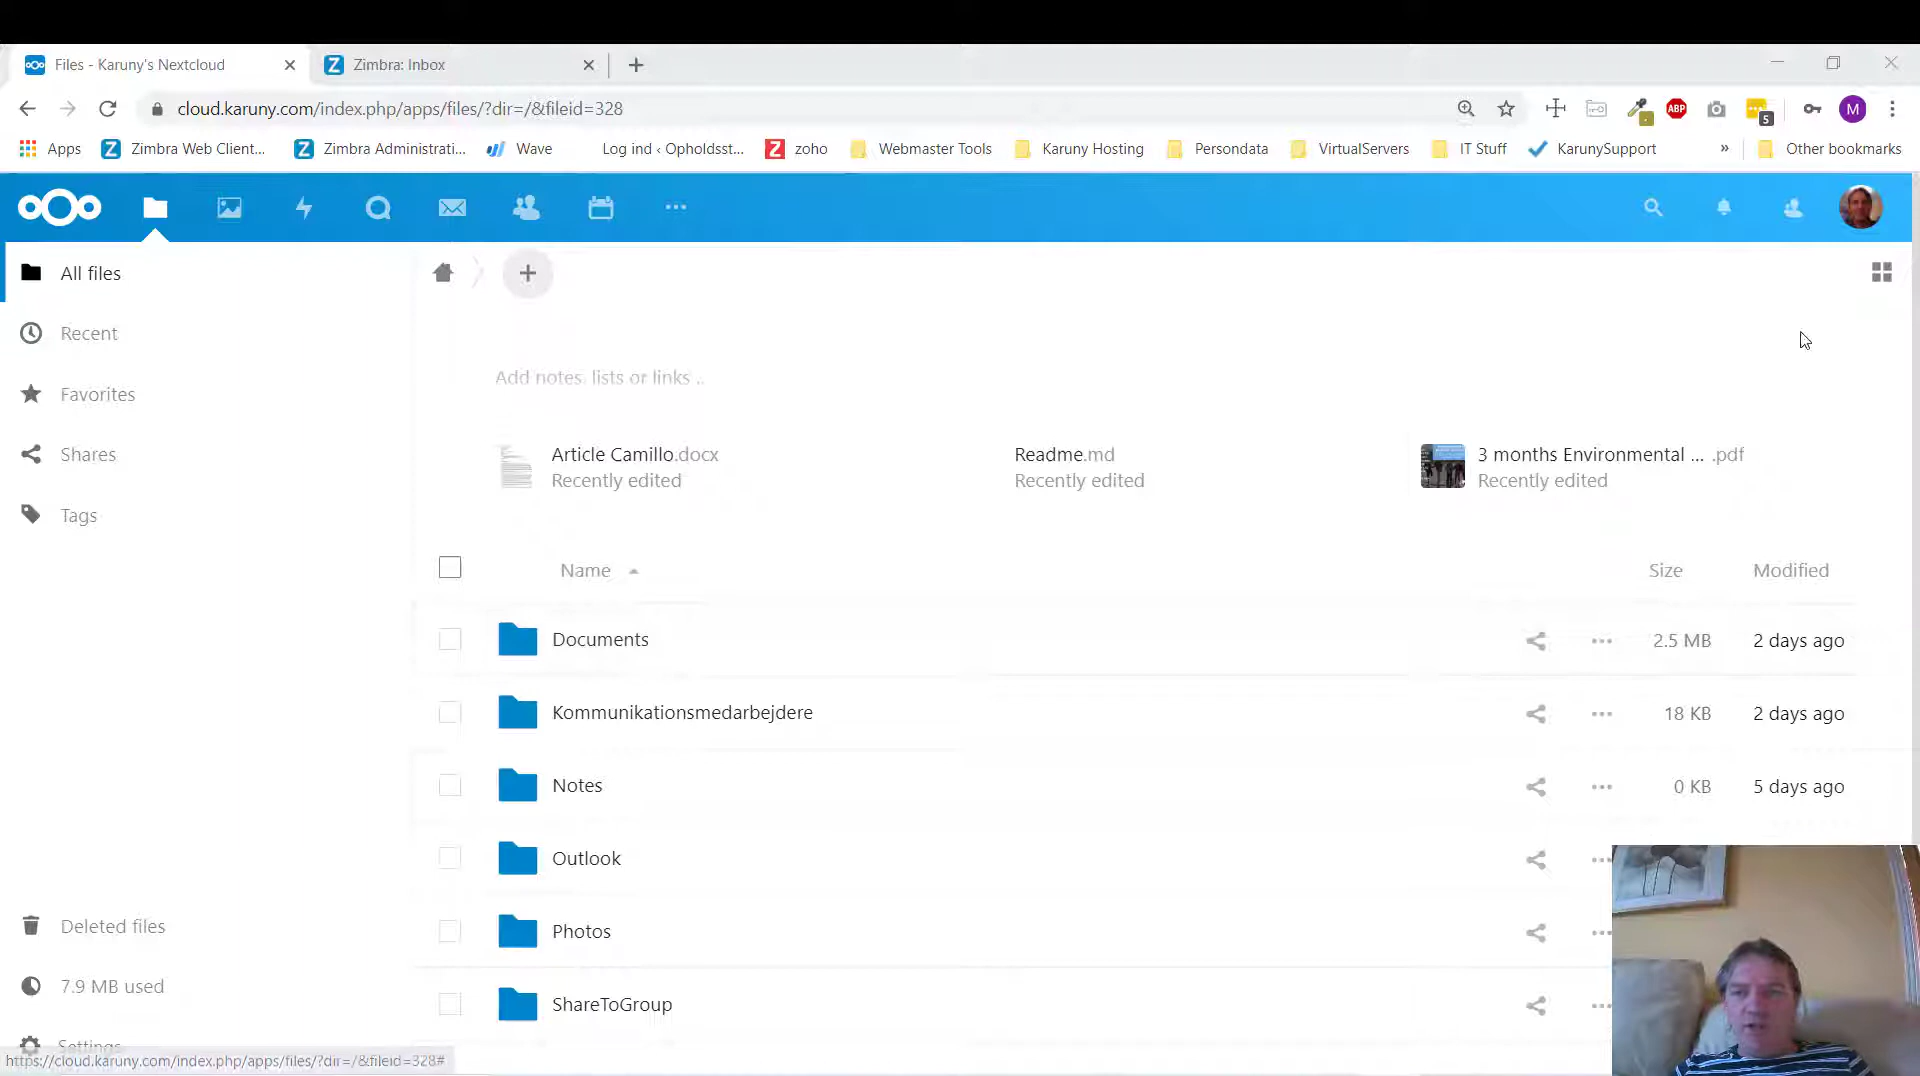 Files - Karuny's Nextcloud
Zimbra: Inbox
cloud.karuny.com/index.php/apps/files/?dir=/&fileid=328
ABP
5
M
Apps
Zimbra Web Client...
Zimbra Administrati...
Wave
Log ind ‹ Opholdsst...
zoho
Webmaster Tools
Karuny Hosting
Persondata
VirtualServers
IT Stuff
KarunySupport
»
Other bookmarks
All files
Recent
Favorites
Shares
Tags
Add notes, lists or links ..
Article Camillo.docx
Recently edited
Readme.md
Recently edited
3 months Environmental ... .pdf
Recently edited
Name
Size
Modified
Documents
2.5 MB
2 days ago
Kommunikationsmedarbejdere
18 KB
2 days ago
Notes
0 KB
5 days ago
Outlook
Photos
ShareToGroup
Deleted files
7.9 MB used
Settings
https://cloud.karuny.com/index.php/apps/files/?dir=/&fileid=328#